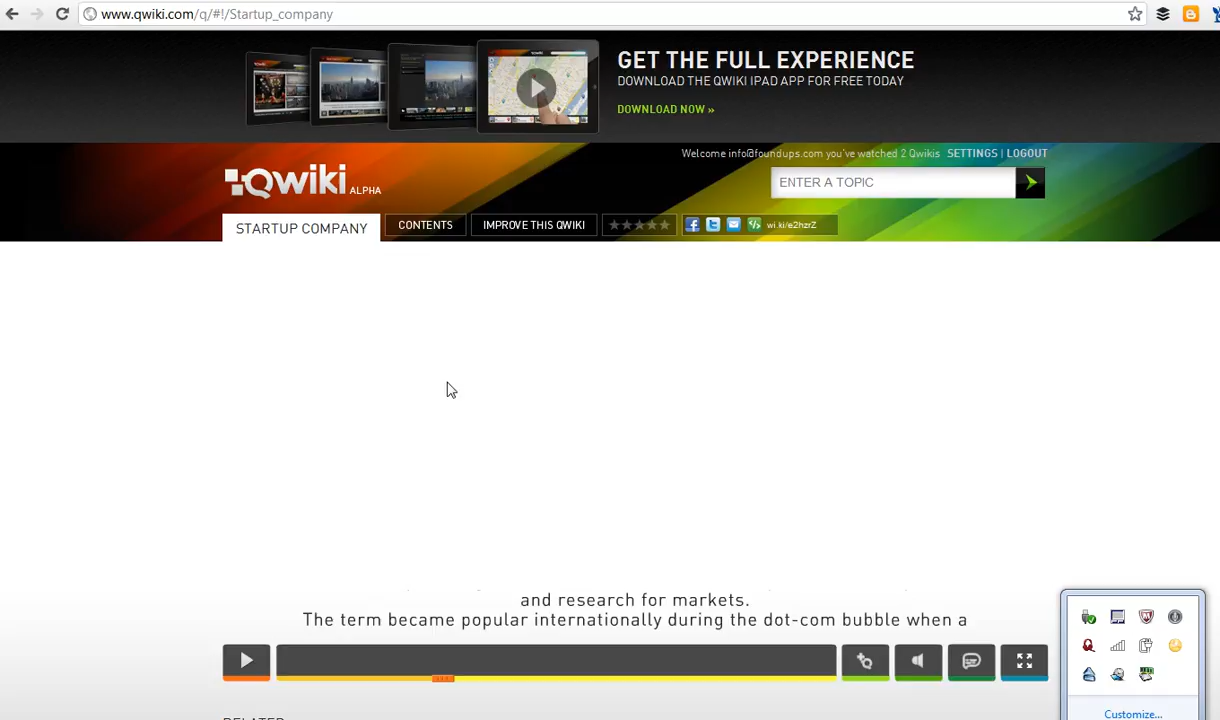 www.qwiki.com/q/#!/Startup_company
GET THE FULL EXPERIENCE
DOWNLOAD THE QWIKI IPAD APP FOR FREE TODAY
DOWNLOAD NOW »
Welcome info@foundups.com you've watched 2 Qwikis SETTINGS | LOGOUT
Qwiki ALPHA
ENTER A TOPIC
STARTUP COMPANY
CONTENTS
IMPROVE THIS QWIKI
wi.ki/e2hzrZ
and research for markets.
The term became popular internationally during the dot-com bubble when a
RELATED
Customize...